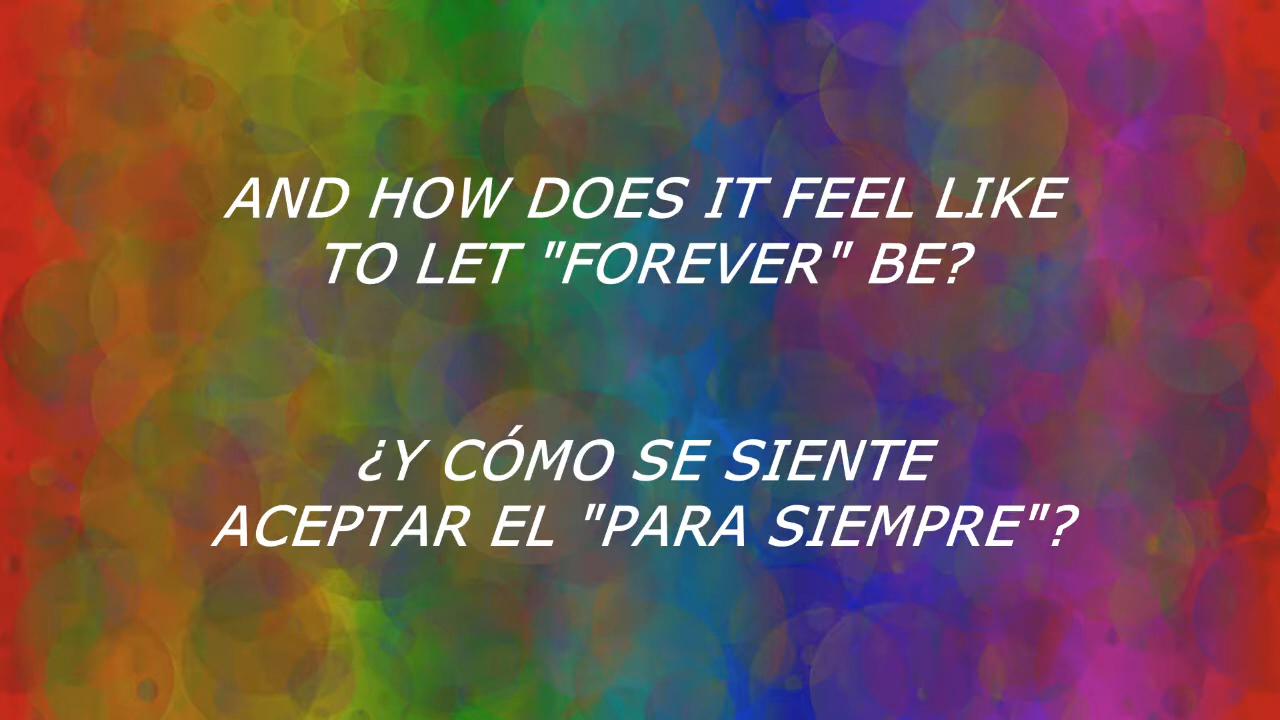 AND HOW DOES IT FEEL LIKE
TO LET "FOREVER" BE?
¿Y CÓMO SE SIENTE
ACEPTAR EL "PARA SIEMPRE"?